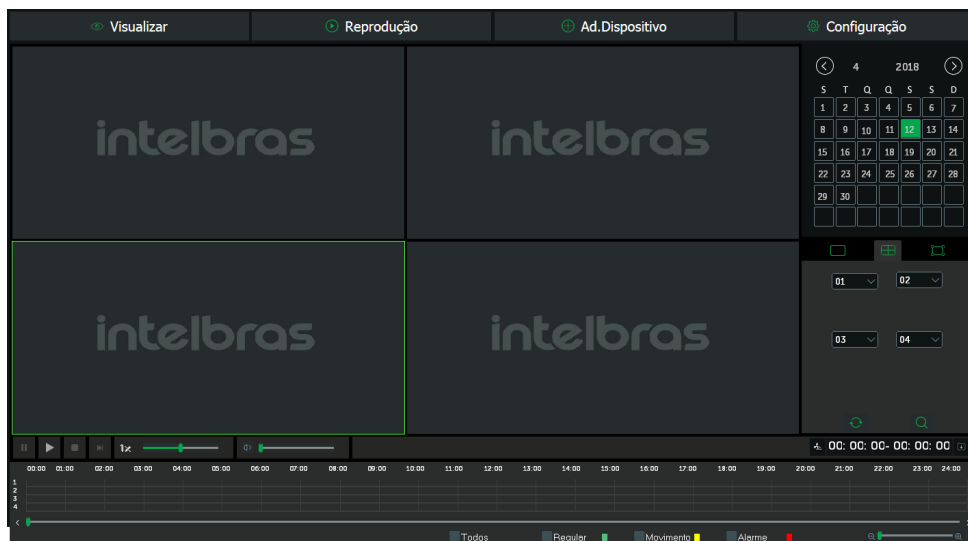 Visualizar Reprodução Ad.Dispositivo Configuração
intelbras intelbras
4 2018
S T Q Q S S D
1 2 3 4 5 6 7
8 9 10 11 12 13 14
15 16 17 18 19 20 21
22 23 24 25 26 27 28
29 30
01 02
intelbras intelbras
03 04
1x
00: 00: 00- 00: 00: 00
00:00 01:00 02:00 03:00 04:00 05:00 06:00 07:00 08:00 09:00 10:00 11:00 12:00 13:00 14:00 15:00 16:00 17:00 18:00 19:00 20:00 21:00 22:00 23:00 24:00
1
2
3
4
Todos Regular Movimento Alarme